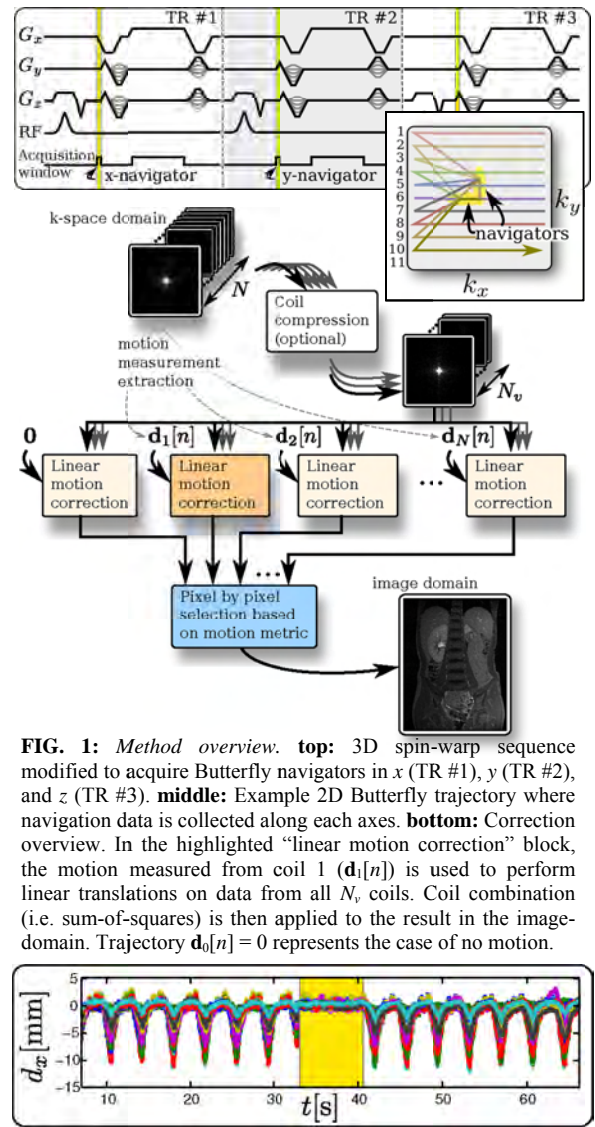 TR #1 TR #2 TR #3
Gx
Gy
Gz
RF
Acquisition window
x-navigator
y-navigator
1
2
3
4
5
6
7
8
9
10
11
ky
navigators
kx
k-space domain
N
Coil
compression
(optional)
motion
measurement
extraction
Nv
0 d1[n] d2[n] dN[n]
Linear
motion
correction
Linear
motion
correction
Linear
motion
correction
...
Linear
motion
correction
...
Pixel by pixel
selection based
on motion metric
image domain
FIG. 1: Method overview. top: 3D spin-warp sequence
modified to acquire Butterfly navigators in x (TR #1), y (TR #2),
and z (TR #3). middle: Example 2D Butterfly trajectory where
navigation data is collected along each axes. bottom: Correction
overview. In the highlighted “linear motion correction” block,
the motion measured from coil 1 (d1[n]) is used to perform
linear translations on data from all Nv coils. Coil combination
(i.e. sum-of-squares) is then applied to the result in the image-
domain. Trajectory d0[n] = 0 represents the case of no motion.
dx[mm]
5
0
−5
−10
−15
10 20 30 40 50 60
t[s]